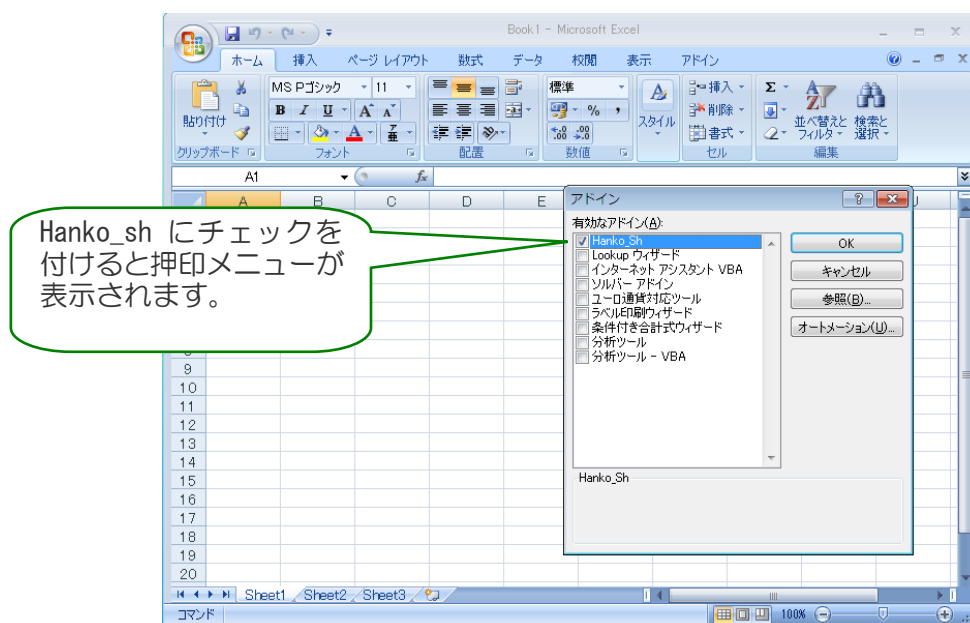 Book1 - Microsoft Excel
ホーム 挿入 ページ レイアウト 数式 データ 校閲 表示 アドイン
MS Pゴシック 11
標準
B I U A A
% ,
A
挿入
削除
書式
Σ
貼り付け
スタイル
並べ替えと
フィルタ
検索と
選択
クリップボード フォント 配置 数値 セル 編集
A1 fx
A B C D E J
Hanko_sh にチェックを
付けると押印メニューが
表示されます。
アドイン
有効なアドイン(A):
Hanko_Sh
Lookup ウィザード
インターネット アシスタント VBA
ソルバー アドイン
ユーロ通貨対応ツール
ラベル印刷ウィザード
条件付き合計式ウィザード
分析ツール
分析ツール - VBA
OK
キャンセル
参照(B)...
オートメーション(U)...
Hanko_Sh
9
10
11
12
13
14
15
16
17
18
19
20
Sheet1 Sheet2 Sheet3
コマンド 100%